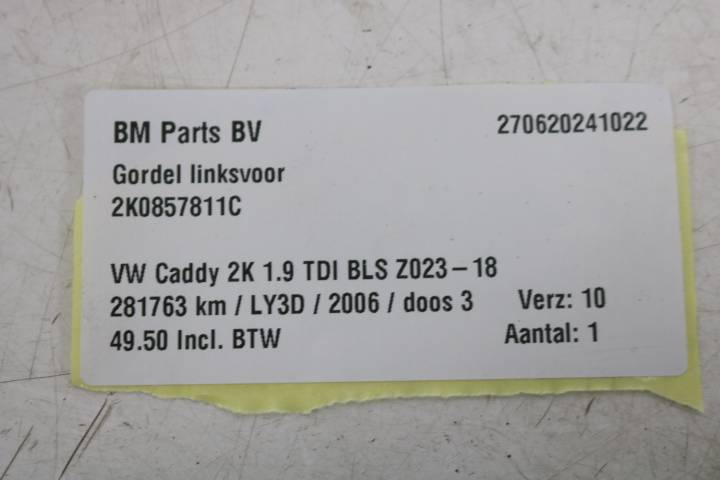 BM Parts BV 270620241022
Gordel linksvoor
2K0857811C
VW Caddy 2K 1.9 TDI BLS Z023-18
281763 km / LY3D / 2006 / doos 3 Verz: 10
49.50 Incl. BTW Aantal: 1